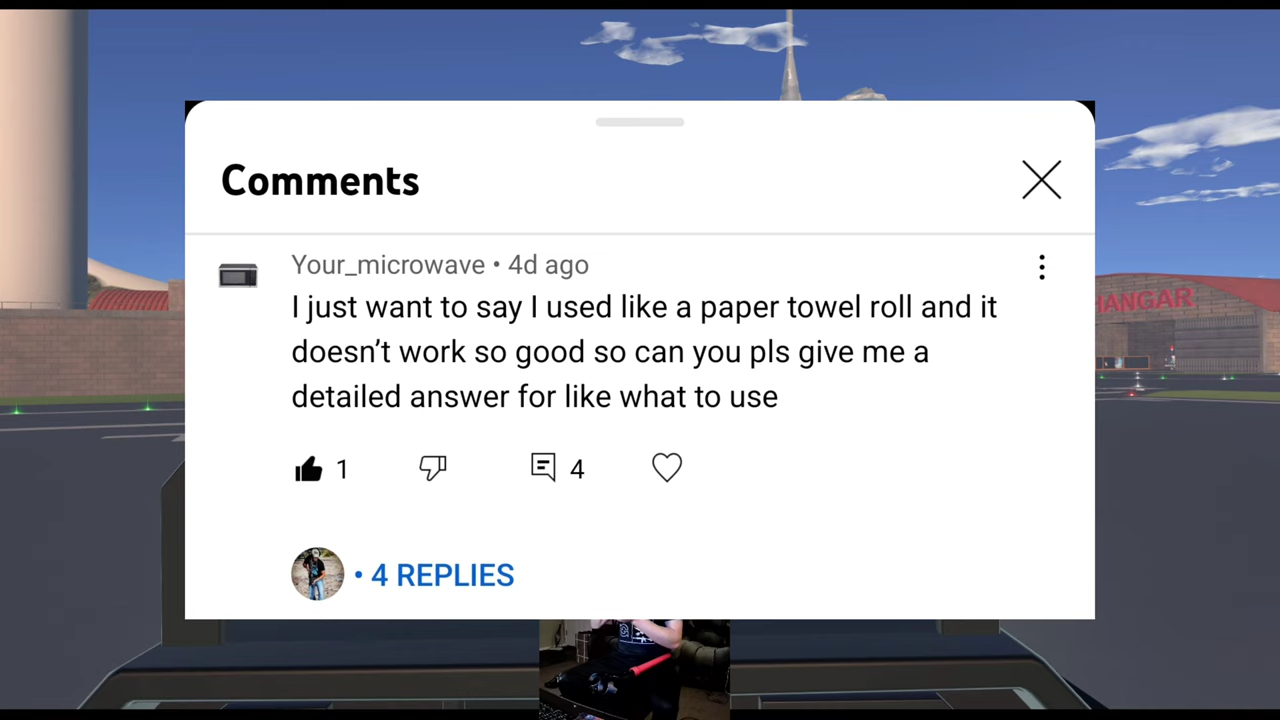 Comments
Your_microwave • 4d ago
I just want to say I used like a paper towel roll and it
doesn't work so good so can you pls give me a
detailed answer for like what to use
1
4
• 4 REPLIES
HANGAR